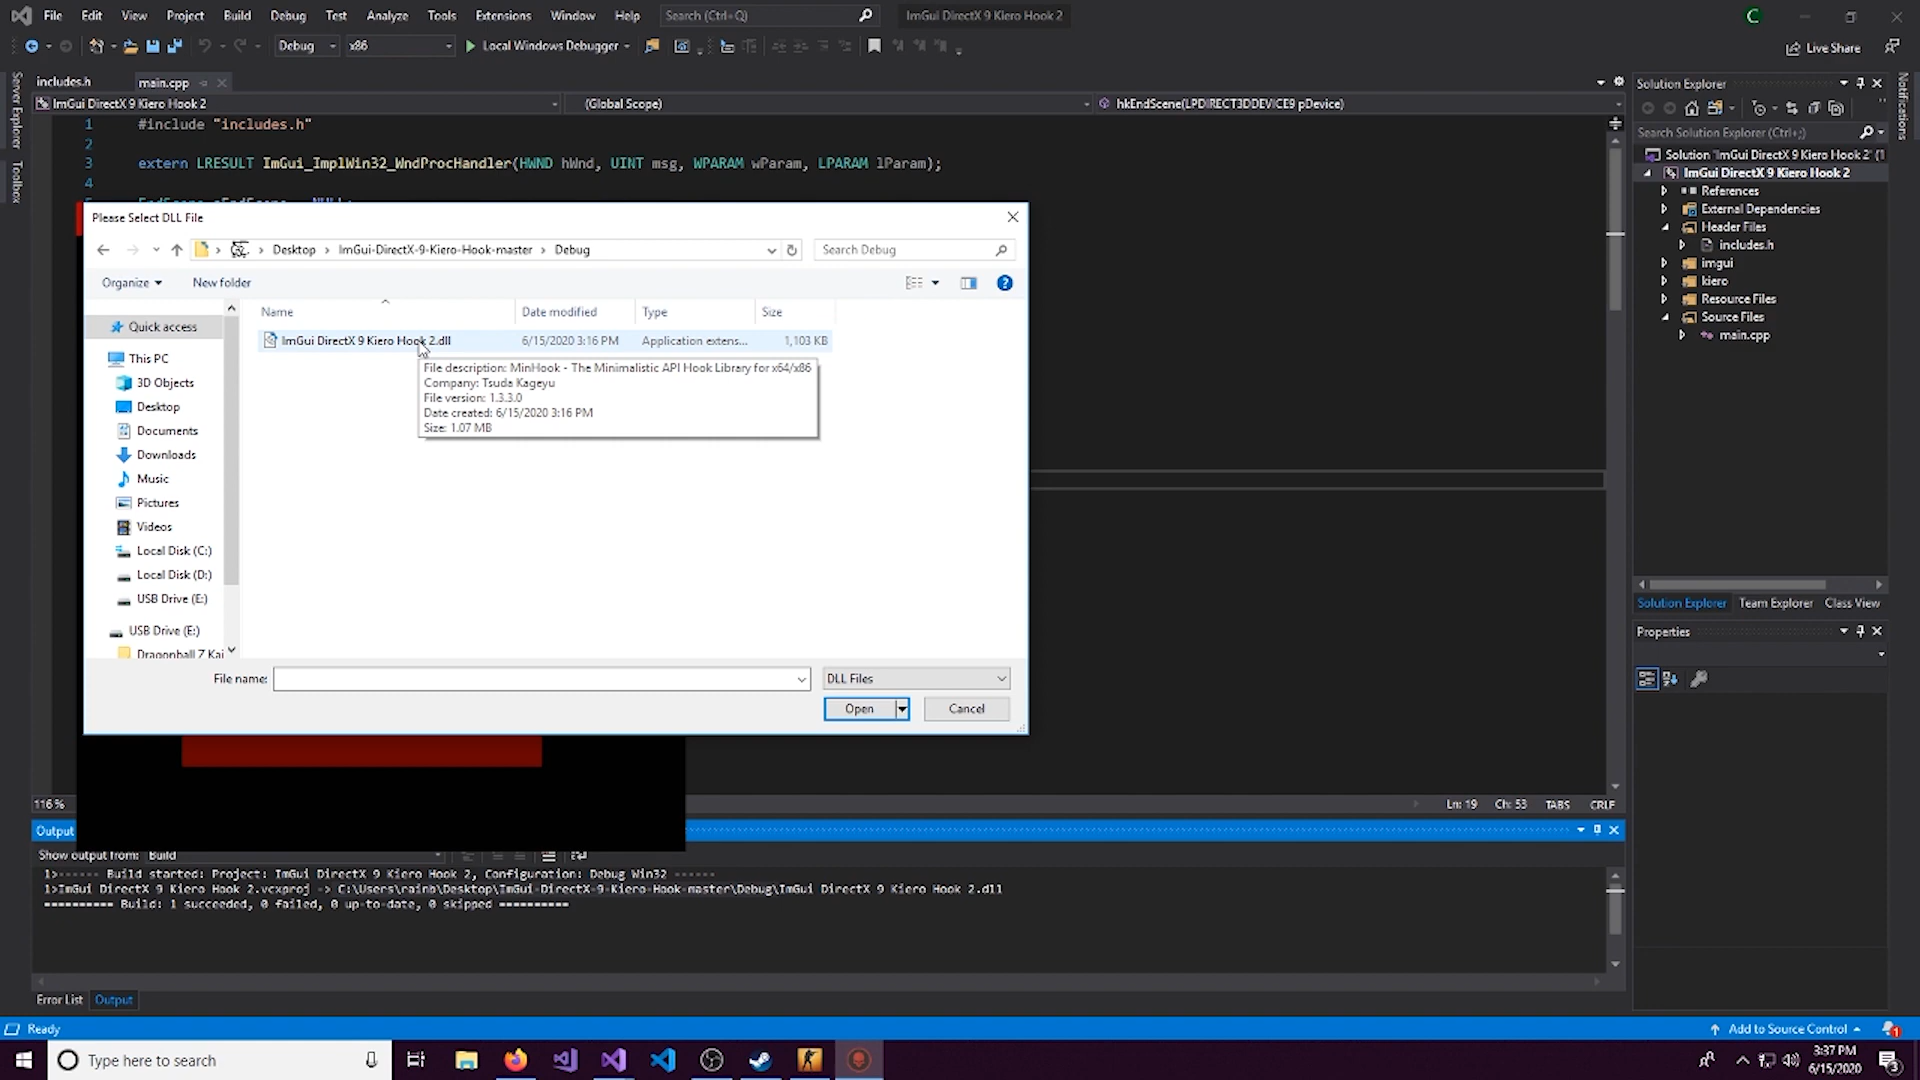 File Edit View Project Build Debug Test Analyze Tools Extensions Window Help Search (Ctrl+Q) ImGui DirectX 9 Kiero Hook 2
C
Debug x86 Local Windows Debugger Live Share
includes.h main.cpp
ImGui DirectX 9 Kiero Hook 2 (Global Scope) hkEndScene(LPDIRECT3DDEVICE9 pDevice)
Server Explorer
Toolbox
Notifications
1 #include "includes.h"
2
3 extern LRESULT ImGui_ImplWin32_WndProcHandler(HWND hWnd, UINT msg, WPARAM wParam, LPARAM lParam);
4
Please Select DLL File
Desktop ImGui-DirectX-9-Kiero-Hook-master Debug Search Debug
Organize New folder
Name Date modified Type Size
ImGui DirectX 9 Kiero Hook 2.dll 6/15/2020 3:16 PM Application extens... 1,103 KB
File description: MinHook - The Minimalistic API Hook Library for x64/x86
Company: Tsuda Kageyu
File version: 1.3.3.0
Date created: 6/15/2020 3:16 PM
Size: 1.07 MB
Quick access
This PC
3D Objects
Desktop
Documents
Downloads
Music
Pictures
Videos
Local Disk (C:)
Local Disk (D:)
USB Drive (E:)
USB Drive (E:)
Dragonball Z Kai
File name: DLL Files
Open Cancel
Solution Explorer
Search Solution Explorer (Ctrl+;)
Solution 'ImGui DirectX 9 Kiero Hook 2' (1
ImGui DirectX 9 Kiero Hook 2
References
External Dependencies
Header Files
includes.h
imgui
kiero
Resource Files
Source Files
main.cpp
Solution Explorer Team Explorer Class View
Properties
116 % Ln: 19 Ch: 53 TABS CRLF
Output
Show output from: Build
1>------ Build started: Project: ImGui DirectX 9 Kiero Hook 2, Configuration: Debug Win32 ------
1>ImGui DirectX 9 Kiero Hook 2.vcxproj -> C:\Users\rainb\Desktop\ImGui-DirectX-9-Kiero-Hook-master\Debug\ImGui DirectX 9 Kiero Hook 2.dll
========== Build: 1 succeeded, 0 failed, 0 up-to-date, 0 skipped ==========
Error List Output
Ready Add to Source Control 1
Type here to search 3:37 PM
6/15/2020 3